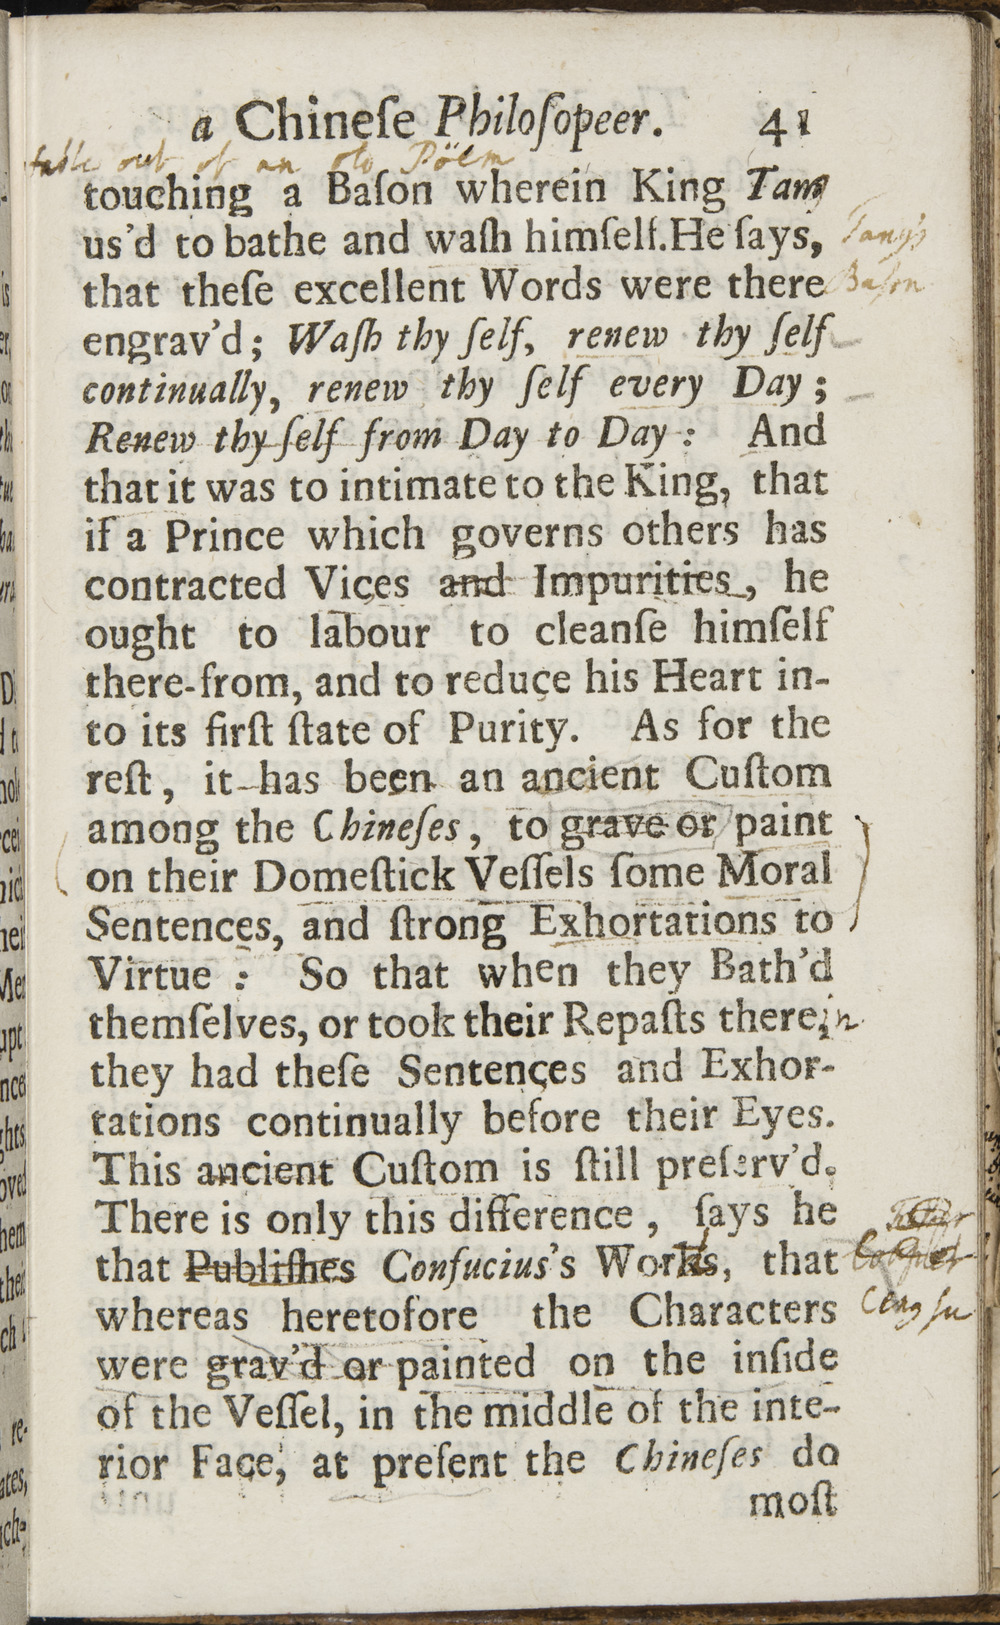 a Chineſe Philoſopeer. 41
out of an old Pöem
touching a Baſon wherein King Tang
us'd to bathe and waſh himſelf. He ſays,
Tang's
that theſe excellent Words were there
Baſon
engrav'd; Waſh thy ſelf, renew thy ſelf
continually, renew thy ſelf every Day;
Renew thy ſelf from Day to Day: And
that it was to intimate to the King, that
if a Prince which governs others has
contracted Vices and Impurities, he
ought to labour to cleanſe himſelf
there-from, and to reduce his Heart in-
to its firſt ſtate of Purity. As for the
reſt, it has been an ancient Cuſtom
among the Chineſes, to grave or paint
on their Domeſtick Veſſels ſome Moral
Sentences, and ſtrong Exhortations to
Virtue: So that when they Bath'd
themſelves, or took their Repaſts therein
they had theſe Sentences and Exhor-
tations continually before their Eyes.
This ancient Cuſtom is ſtill preſerv'd.
There is only this difference, ſays he
that Publiſhes Confucius's Works, that
whereas heretofore the Characters
Ceng ſu
were grav'd or painted on the inſide
of the Veſſel, in the middle of the inte-
rior Face, at preſent the Chineſes do
moſt